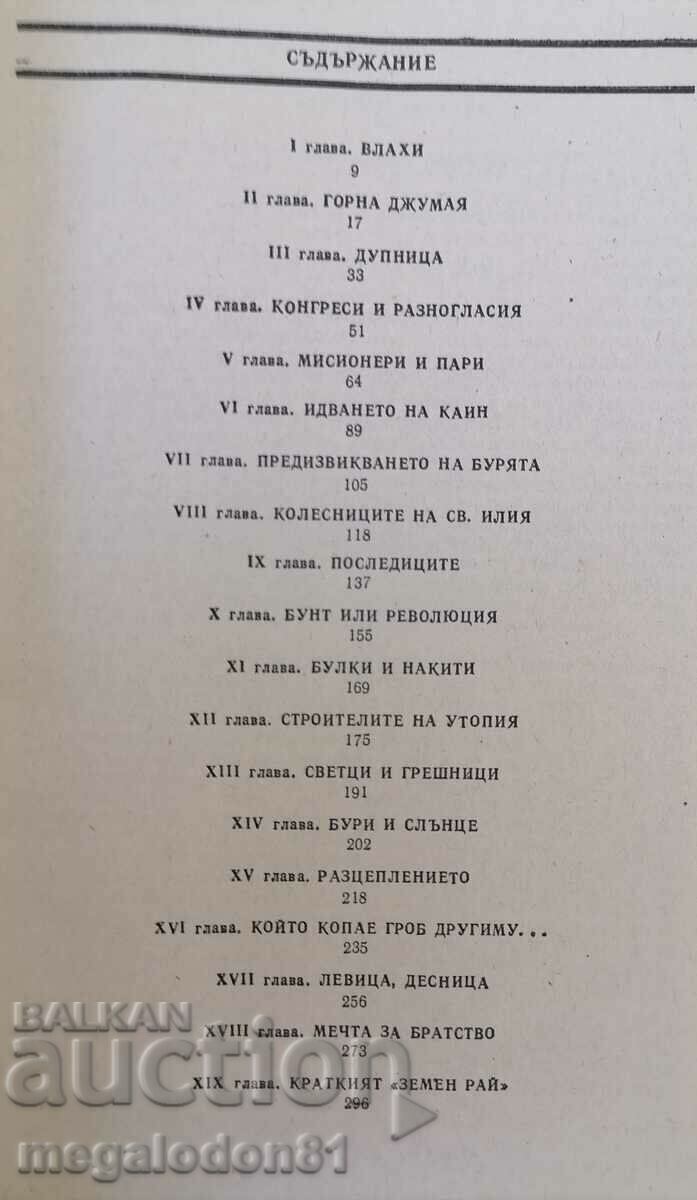 СЪДЪРЖАНИЕ
I глава. ВЛАХИ
9
II глава. ГОРНА ДЖУМАЯ
17
III глава. ДУПНИЦА
33
IV глава. КОНГРЕСИ И РАЗНОГЛАСИЯ
51
V глава. МИСИОНЕРИ И ПАРИ
64
VI глава. ИДВАНЕТО НА КАИН
89
VII глава. ПРЕДИЗВИКВАНЕТО НА БУРЯТА
105
VIII глава. КОЛЕСНИЦИТЕ НА СВ. ИЛИЯ
118
IX глава. ПОСЛЕДИЦИТЕ
137
X глава. БУНТ ИЛИ РЕВОЛЮЦИЯ
155
XI глава. БУЛКИ И НАКИТИ
169
XII глава. СТРОИТЕЛИТЕ НА УТОПИЯ
175
XIII глава. СВЕТЦИ И ГРЕШНИЦИ
191
XIV глава. БУРИ И СЛЪНЦЕ
202
XV глава. РАЗЦЕПЛЕНИЕТО
218
XVI глава. КОЙТО КОПАЕ ГРОБ ДРУГИМУ...
235
XVII глава. ЛЕВИЦА, ДЕСНИЦА
256
XVIII глава. МЕЧТА ЗА БРАТСТВО
273
XIX глава. КРАТКИЯТ «ЗЕМЕН РАЙ»
296
BALKAN
auction
megalodon81